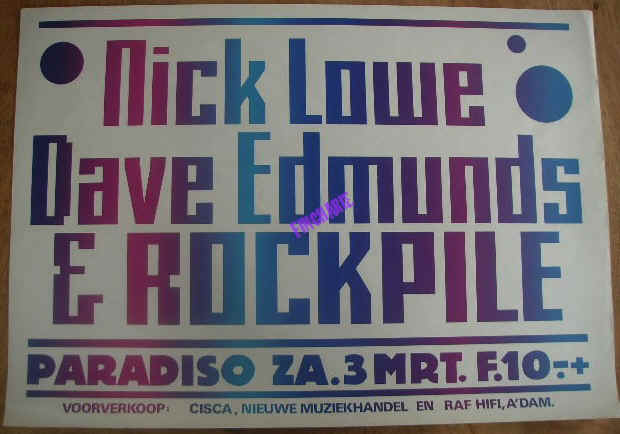 Nick Lowe
Dave Edmunds
& ROCKPILE
PARADISO ZA. 3 MRT. F.10-+
VOORVERKOOP: CISCA, NIEUWE MUZIEKHANDEL EN RAF HIFI, A'DAM.